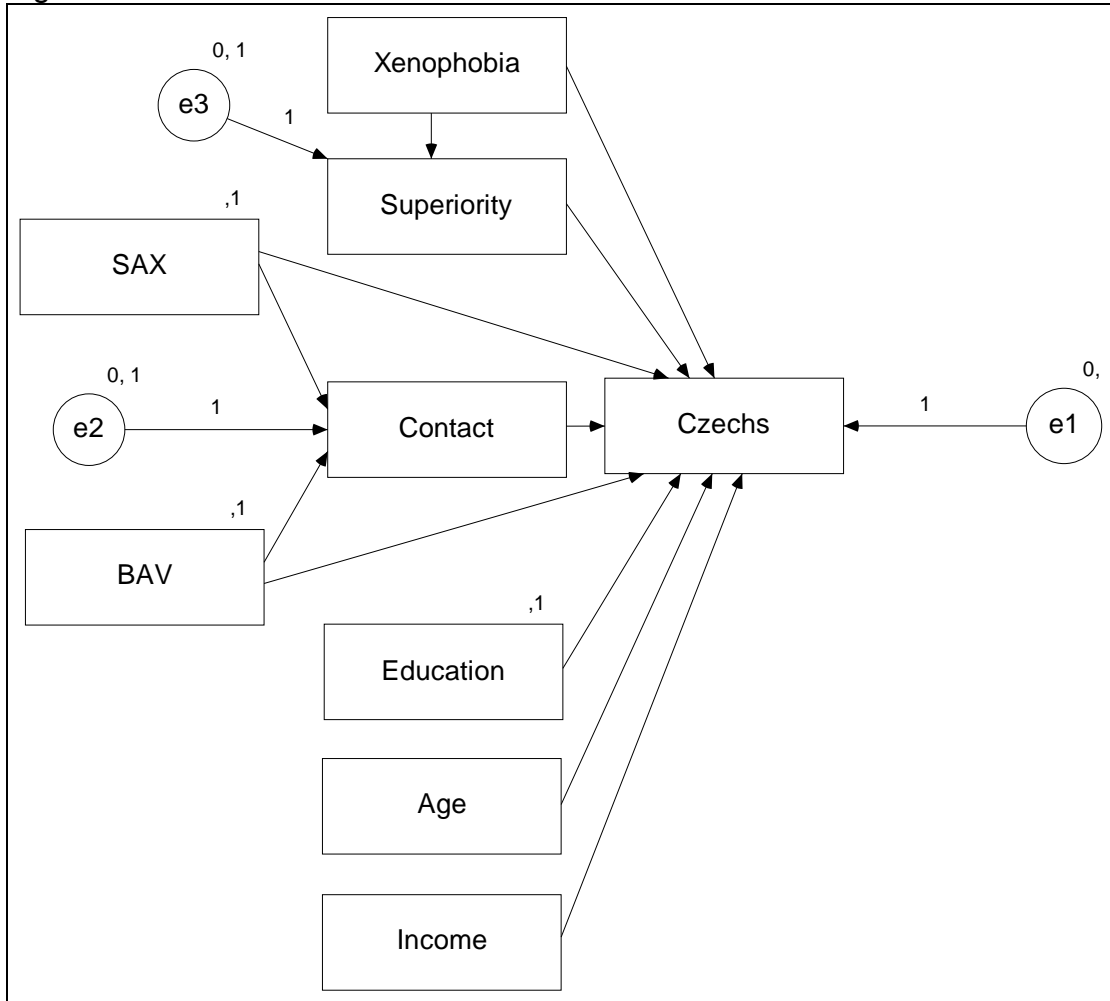 0, 1
Xenophobia
e3
1
Superiority
,1
SAX
0, 1
e2
1
Contact
Czechs
1
0,
e1
,1
BAV
,1
Education
Age
Income